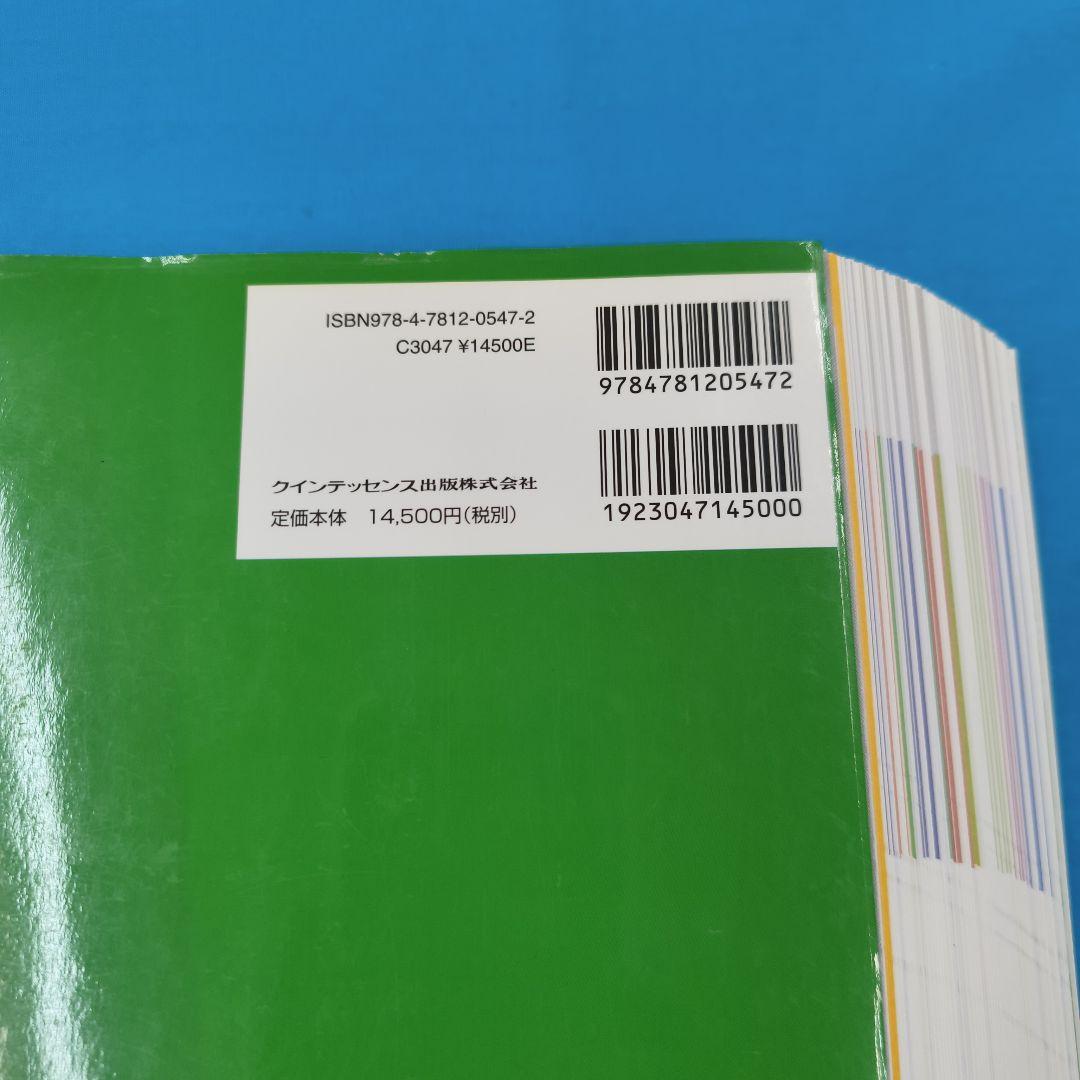 ISBN978-4-7812-0547-2
C3047 ¥14500E
9784781205472
クインテッセンス出版株式会社
定価本体 14,500円(税別)
1923047145000